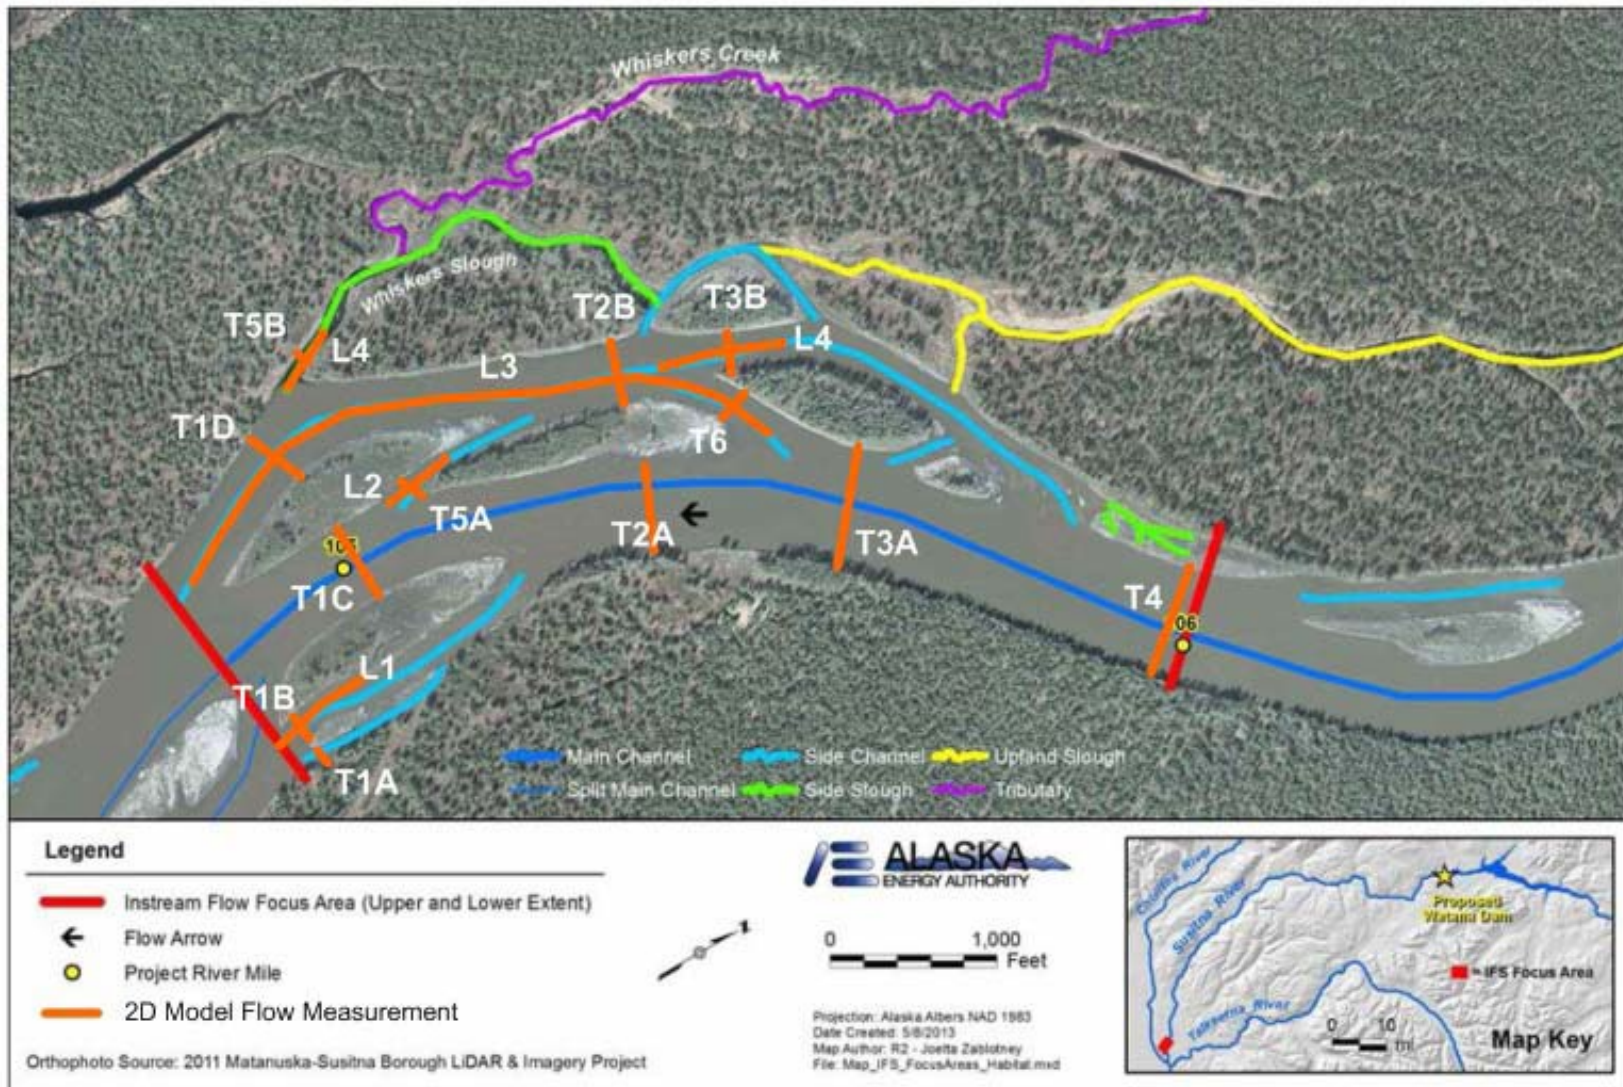 Whiskers Creek
Whiskers Slough
T2B
T3B
T5B
L4
L3
L4
T1D
T6
L2
T5A
T2A
T3A
105
T1C
T4
06
L1
T1B
T1A
Main Channel
Side Channel
Upland Slough
Split Main Channel
Side Slough
Tributary
Legend
Instream Flow Focus Area (Upper and Lower Extent)
Flow Arrow
Project River Mile
2D Model Flow Measurement
Orthophoto Source: 2011 Matanuska-Susitna Borough LiDAR & Imagery Project
ALASKA
ENERGY AUTHORITY
0 1,000
Feet
Projection: Alaska Albers NAD 1983
Date Created: 5/8/2013
Map Author: R2 - Joetta Zablotney
File: Map_IFS_FocusAreas_Habitat.mxd
Chulitna River
Susitna River
Proposed
Watana Dam
= IFS Focus Area
Talkeetna River
0 10
mi
Map Key